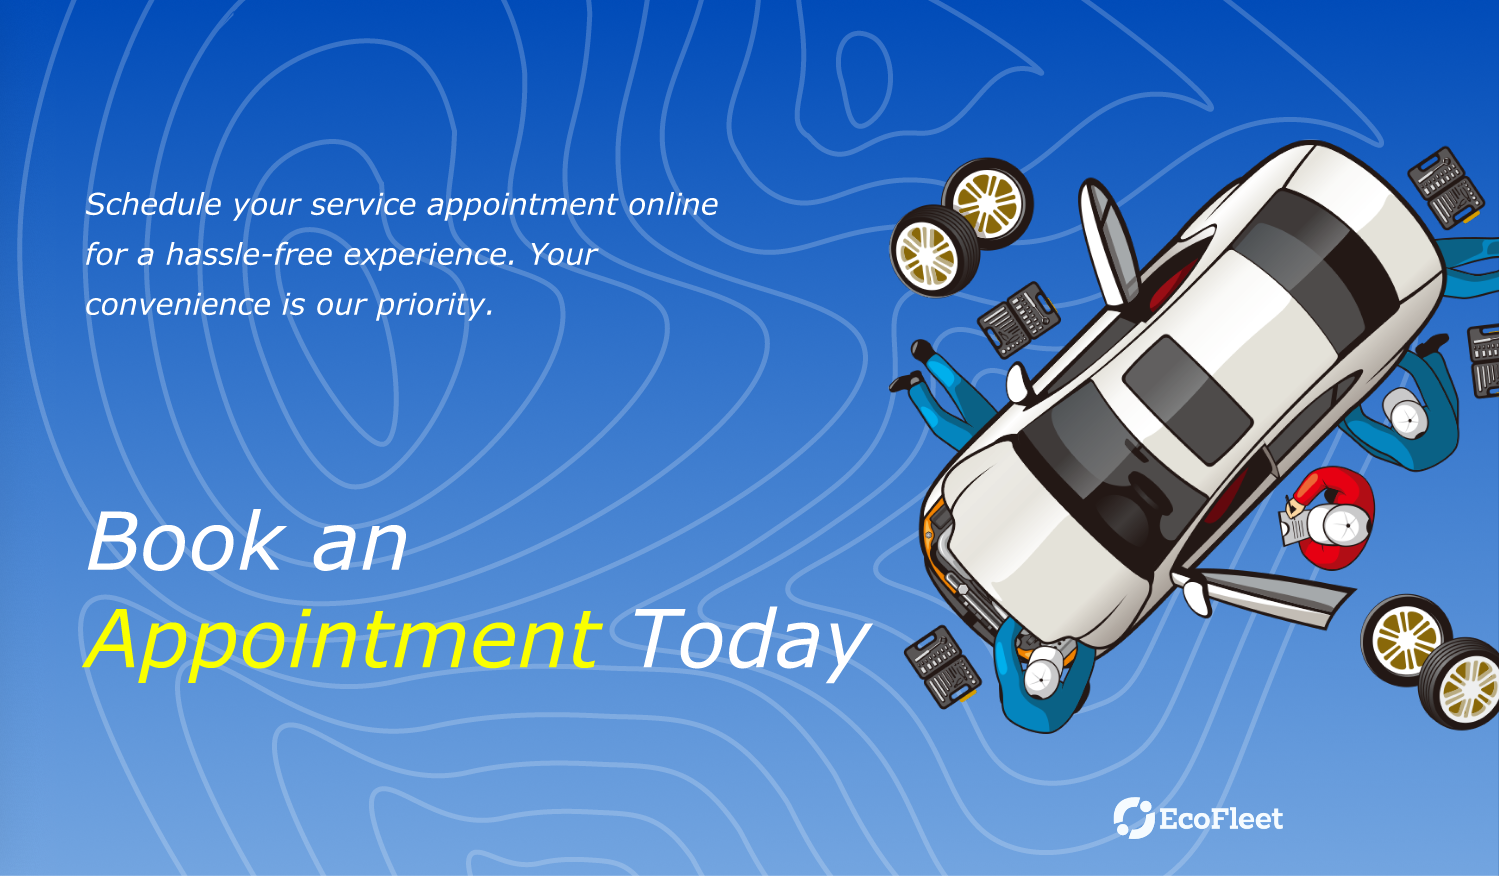 Schedule your service appointment online
for a hassle-free experience. Your
convenience is our priority.
Book an
Appointment Today
EcoFleet